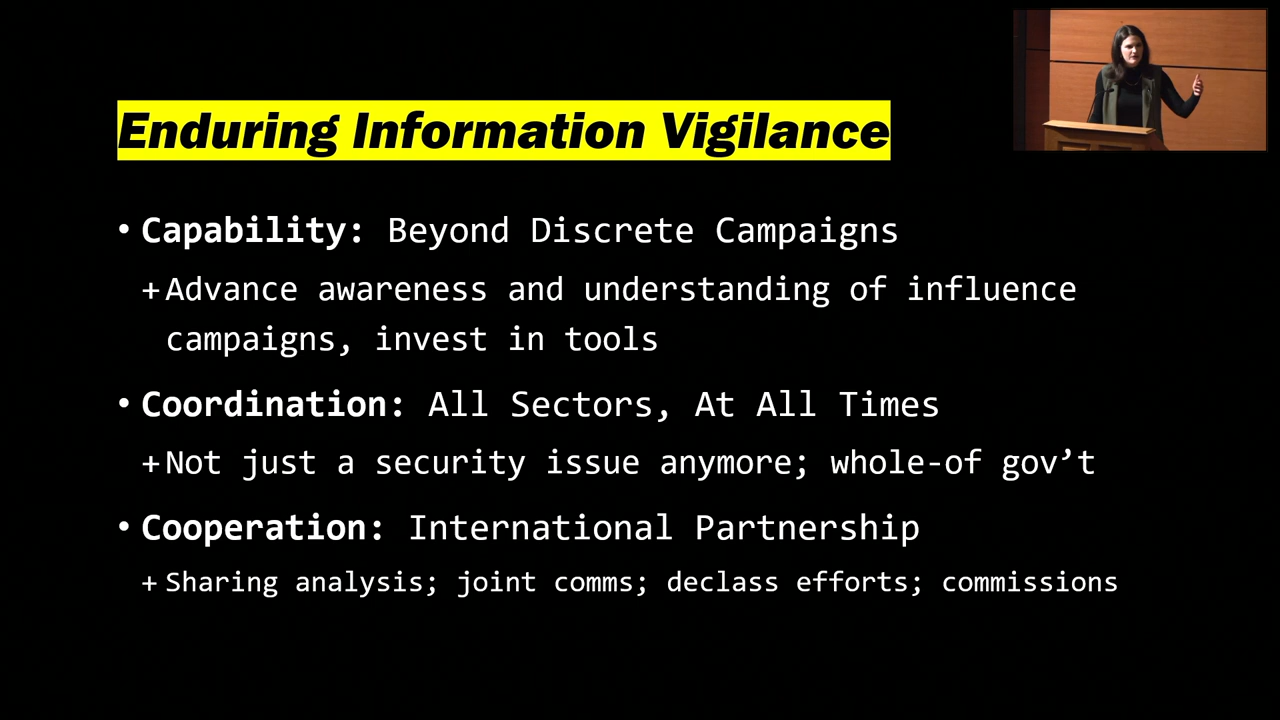 Enduring Information Vigilance
• Capability: Beyond Discrete Campaigns
+ Advance awareness and understanding of influence
campaigns, invest in tools
• Coordination: All Sectors, At All Times
+ Not just a security issue anymore; whole-of gov’t
• Cooperation: International Partnership
+ Sharing analysis; joint comms; declass efforts; commissions